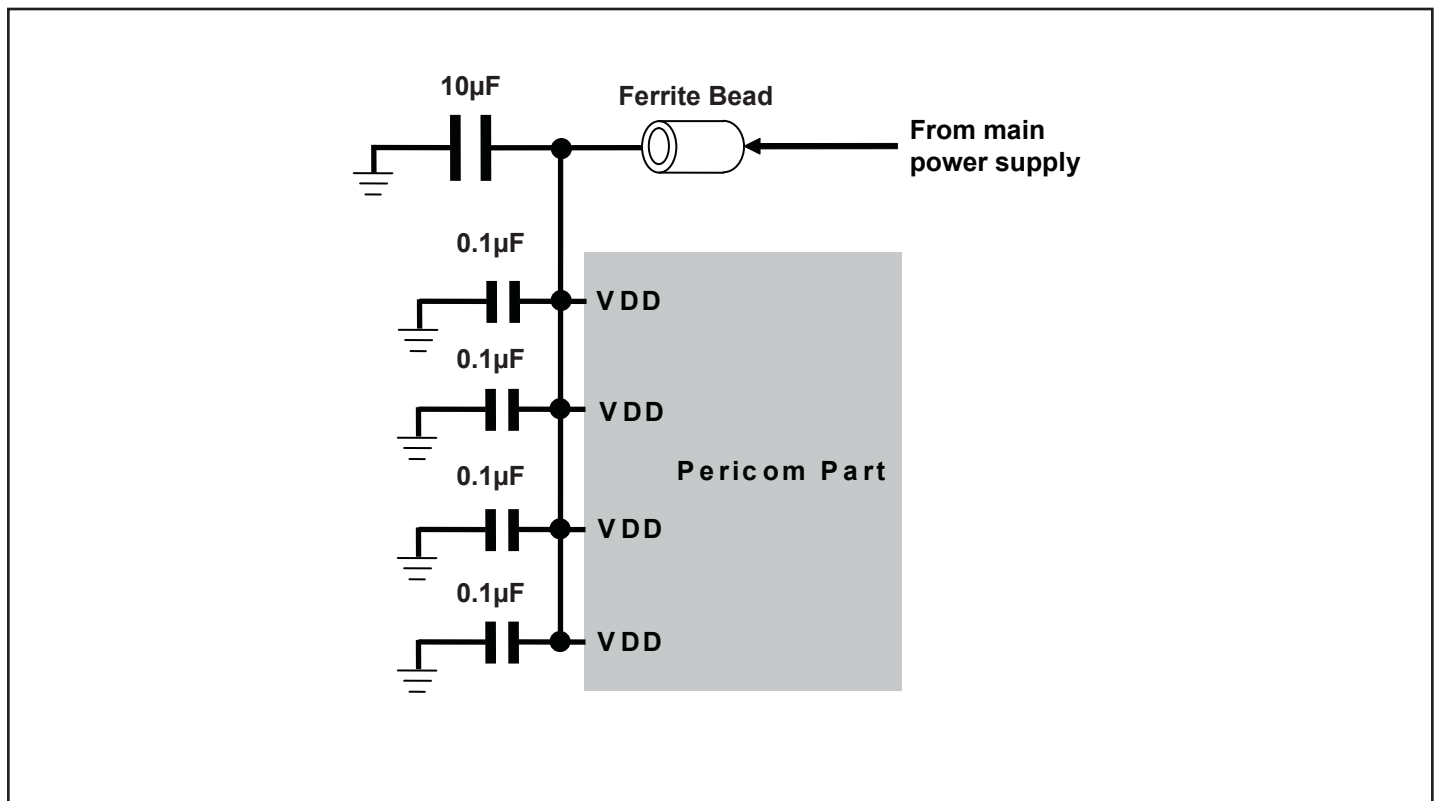 10µF
Ferrite Bead
From main
power supply
0.1µF
VDD
0.1µF
VDD
Pericom Part
0.1µF
VDD
0.1µF
VDD